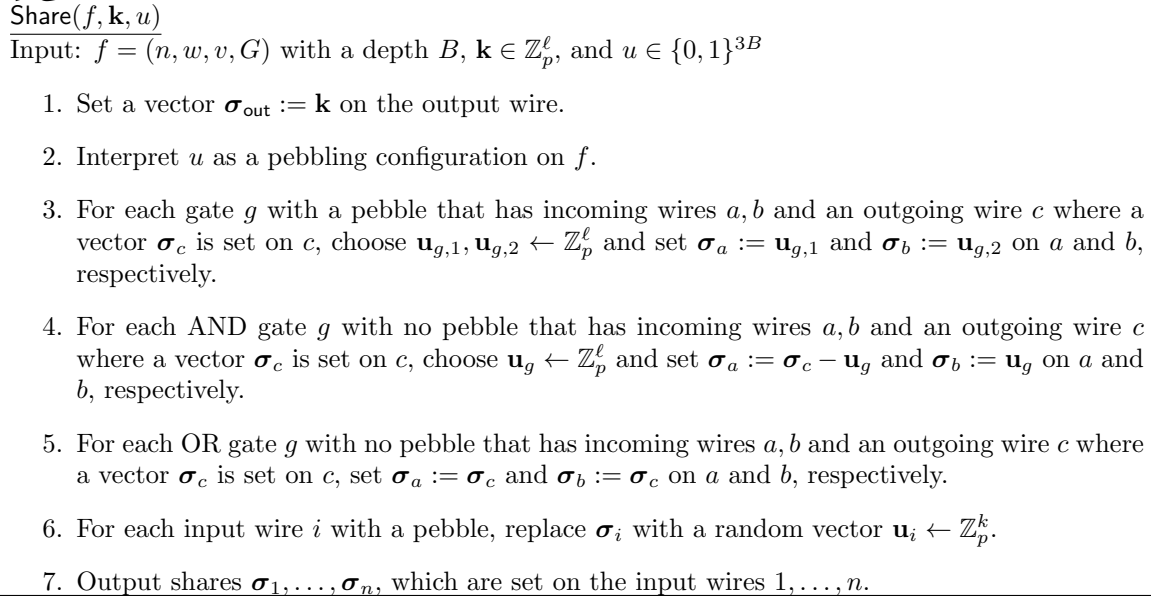 Share(f, k, u)
Input: f = (n, w, v, G) with a depth B, k ∈ ℤ_p^ℓ, and u ∈ {0, 1}^{3B}
1. Set a vector σ_out := k on the output wire.
2. Interpret u as a pebbling configuration on f.
3. For each gate g with a pebble that has incoming wires a, b and an outgoing wire c where a
vector σ_c is set on c, choose u_{g,1}, u_{g,2} ← ℤ_p^ℓ and set σ_a := u_{g,1} and σ_b := u_{g,2} on a and b,
respectively.
4. For each AND gate g with no pebble that has incoming wires a, b and an outgoing wire c
where a vector σ_c is set on c, choose u_g ← ℤ_p^ℓ and set σ_a := σ_c − u_g and σ_b := u_g on a and
b, respectively.
5. For each OR gate g with no pebble that has incoming wires a, b and an outgoing wire c where
a vector σ_c is set on c, set σ_a := σ_c and σ_b := σ_c on a and b, respectively.
6. For each input wire i with a pebble, replace σ_i with a random vector u_i ← ℤ_p^k.
7. Output shares σ_1, . . . , σ_n, which are set on the input wires 1, . . . , n.